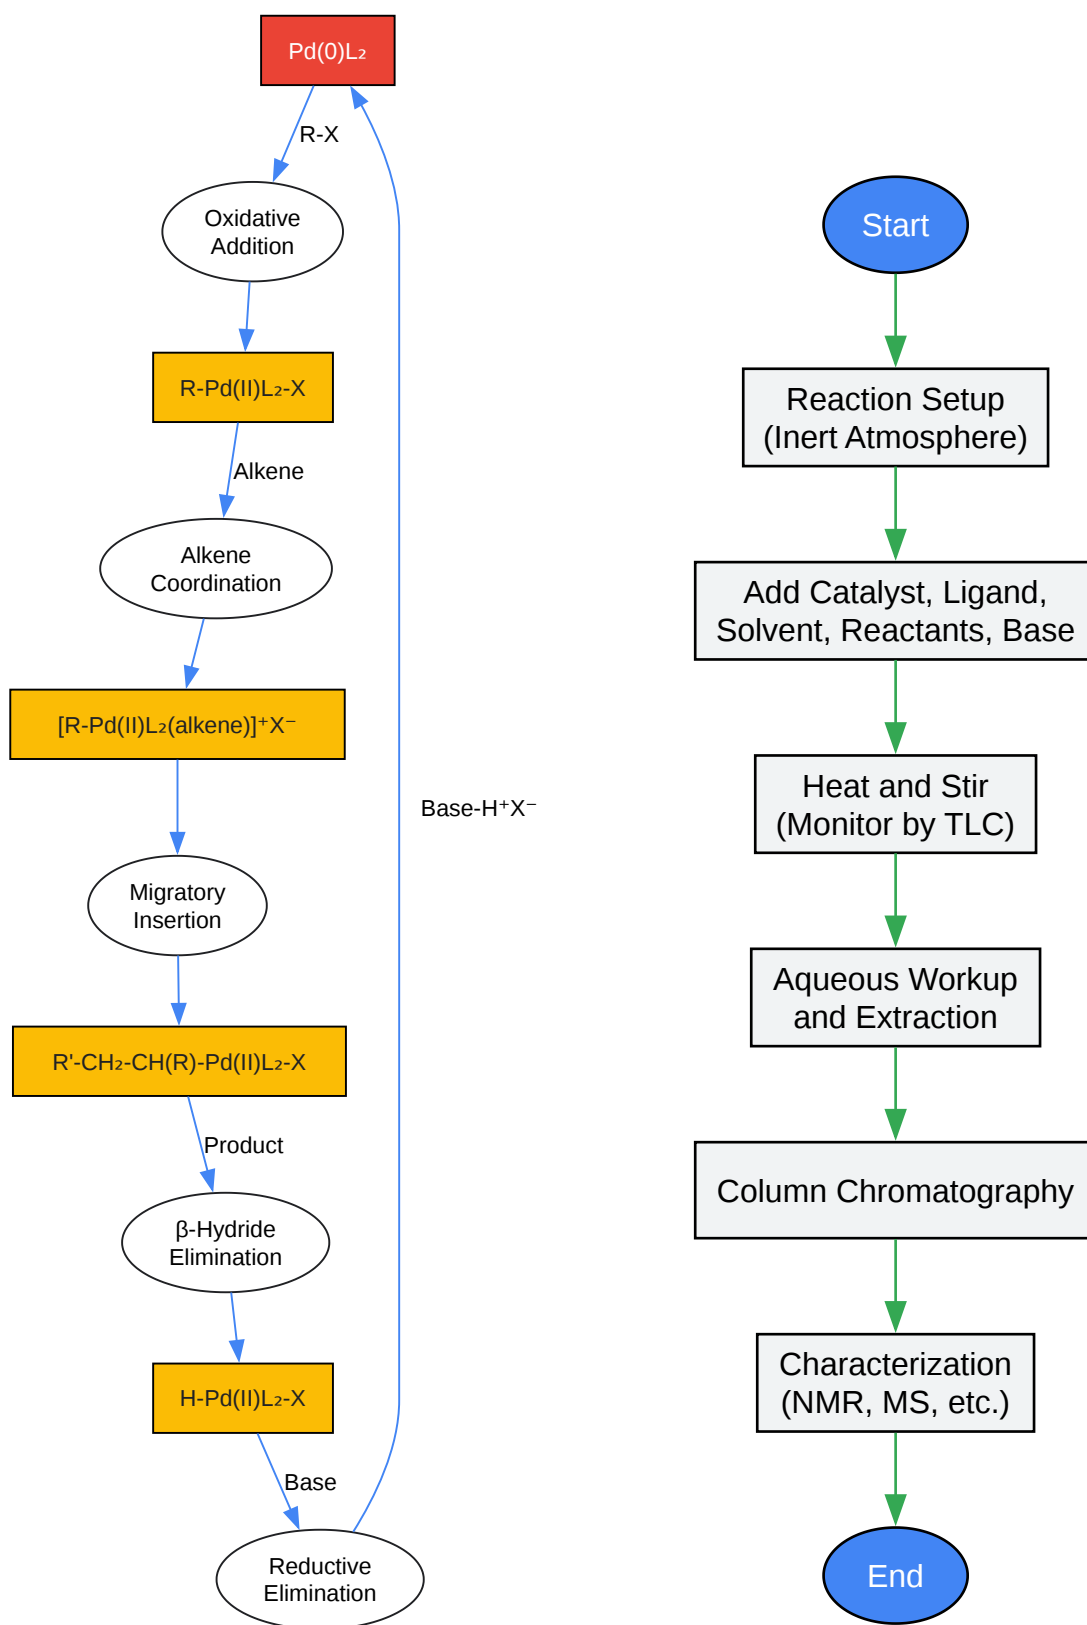 Pd(0)L₂
R-X
Oxidative
Addition
R-Pd(II)L₂-X
Alkene
Alkene
Coordination
[R-Pd(II)L₂(alkene)]⁺X⁻
Migratory
Insertion
R'-CH₂-CH(R)-Pd(II)L₂-X
Product
β-Hydride
Elimination
H-Pd(II)L₂-X
Base
Reductive
Elimination
Base-H⁺X⁻
Start
Reaction Setup
(Inert Atmosphere)
Add Catalyst, Ligand,
Solvent, Reactants, Base
Heat and Stir
(Monitor by TLC)
Aqueous Workup
and Extraction
Column Chromatography
Characterization
(NMR, MS, etc.)
End